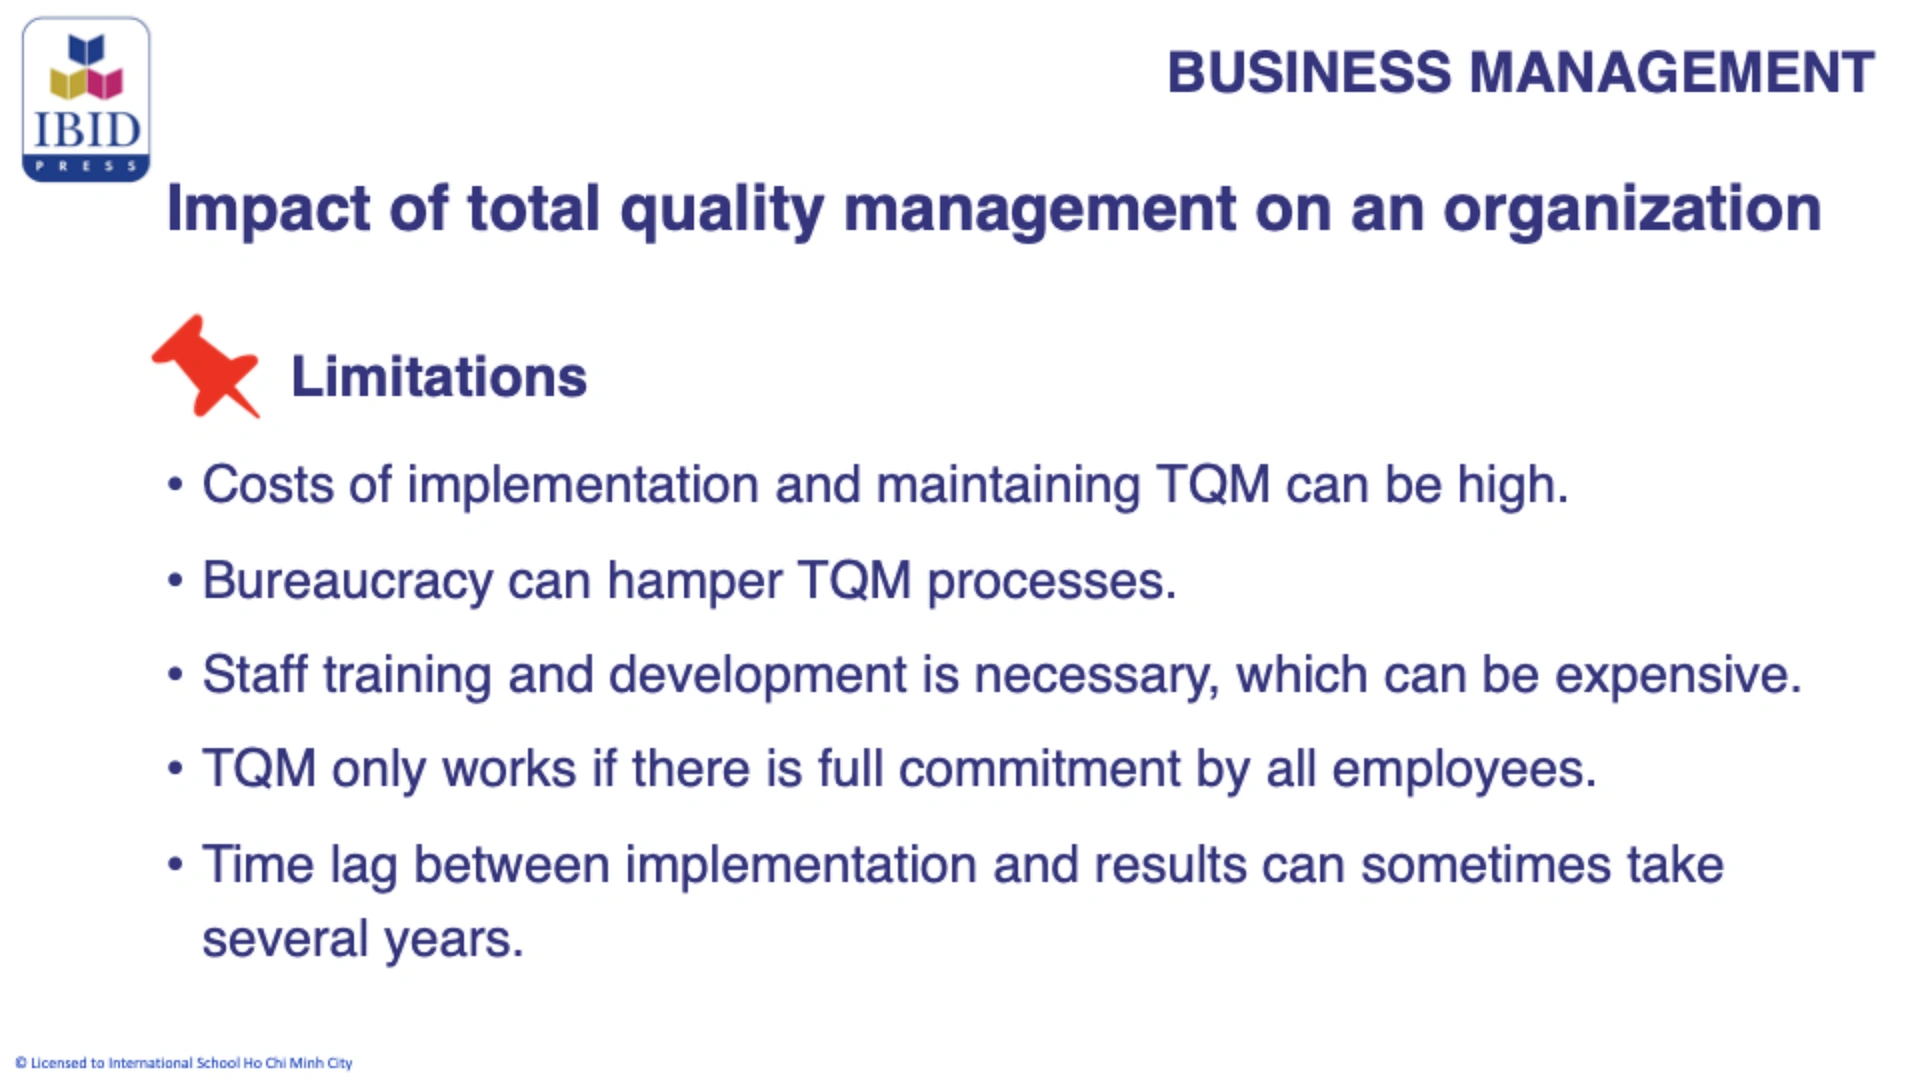 IBID
PRESS
BUSINESS MANAGEMENT
Impact of total quality management on an organization
Limitations
• Costs of implementation and maintaining TQM can be high.
• Bureaucracy can hamper TQM processes.
• Staff training and development is necessary, which can be expensive.
• TQM only works if there is full commitment by all employees.
• Time lag between implementation and results can sometimes take
several years.
© Licensed to International School Ho Chi Minh City